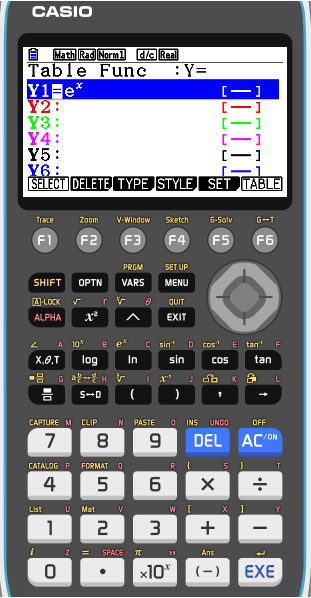 CASIO
Math Rad Norm1 d/c Real
Table Func :Y=
Y1=eˣ [—]
Y2: [—]
Y3: [—]
Y4: [—]
Y5: [—]
Y6: [—]
SELECT DELETE TYPE STYLE SET TABLE
Trace Zoom V-Window Sketch G-Solv G↔T
F1 F2 F3 F4 F5 F6
PRGM SET UP
SHIFT OPTN VARS MENU
A-LOCK √ r ∛ θ QUIT
ALPHA x² ^ EXIT
∠ A 10ˣ B eˣ C sin⁻¹ D cos⁻¹ E tan⁻¹ F
X,θ,T log ln sin cos tan
G H ∛ I x⁻¹ J K L
S↔D ( ) , →
CAPTURE M CLIP N PASTE O INS UNDO OFF
7 8 9 DEL AC/ON
CATALOG P FORMAT Q R { S } T
4 5 6 × ÷
List U Mat V W [ X ] Y
1 2 3 + −
i Z = SPACE π " Ans ↵
0 • ×10ˣ (−) EXE